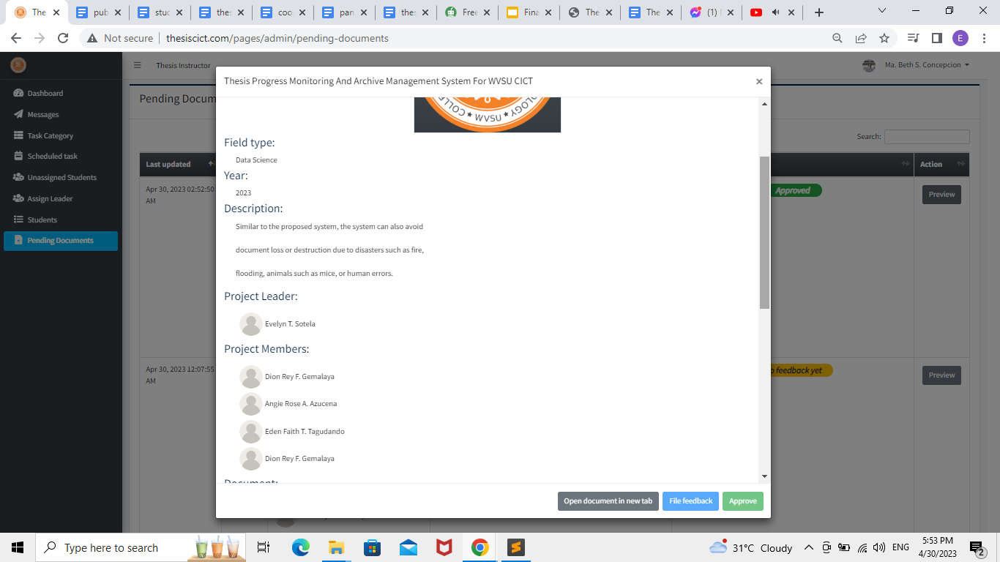 The
pub
stuc
thes
coo
pan
thes
Free
Fina
The
The
(1)
Not secure
thesiscict.com/pages/admin/pending-documents
E
Thesis Instructor
Ma. Beth S. Concepcion
Dashboard
Messages
Task Category
Scheduled task
Unassigned Students
Assign Leader
Students
Pending Documents
Pending Docum
Search:
Last updated
Action
Apr 30, 2023 02:52:50
AM
Approved
Preview
Apr 30, 2023 12:07:55
AM
feedback yet
Preview
Thesis Progress Monitoring And Archive Management System For WVSU CICT
×
COLL
WVSU
OLOGY
Field type:
Data Science
Year:
2023
Description:
Similar to the proposed system, the system can also avoid
document loss or destruction due to disasters such as fire,
flooding, animals such as mice, or human errors.
Project Leader:
Evelyn T. Sotela
Project Members:
Dion Rey F. Gemalaya
Angie Rose A. Azucena
Eden Faith T. Tagudando
Dion Rey F. Gemalaya
Document:
Open document in new tab
File feedback
Approve
Type here to search
31°C Cloudy
ENG
5:53 PM
4/30/2023
2